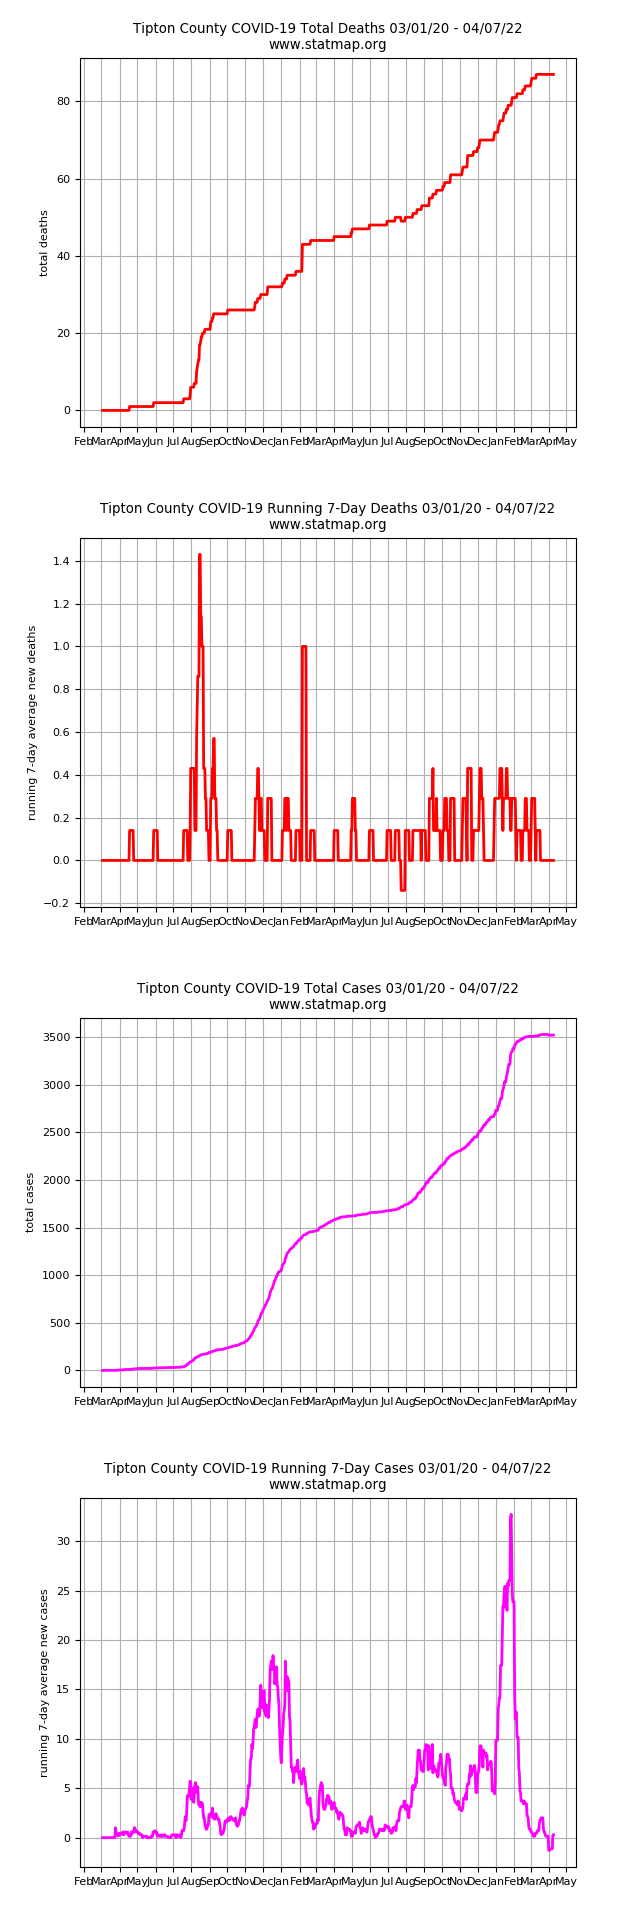 Tipton County COVID-19 Total Deaths 03/01/20 - 04/07/22
www.statmap.org
80
60
40
20
0
total deaths
Feb Mar Apr May Jun Jul Aug Sep Oct Nov Dec Jan Feb Mar Apr May Jun Jul Aug Sep Oct Nov Dec Jan Feb Mar Apr May
Tipton County COVID-19 Running 7-Day Deaths 03/01/20 - 04/07/22
www.statmap.org
1.4
1.2
1.0
0.8
0.6
0.4
0.2
0.0
−0.2
running 7-day average new deaths
Feb Mar Apr May Jun Jul Aug Sep Oct Nov Dec Jan Feb Mar Apr May Jun Jul Aug Sep Oct Nov Dec Jan Feb Mar Apr May
Tipton County COVID-19 Total Cases 03/01/20 - 04/07/22
www.statmap.org
3500
3000
2500
2000
1500
1000
500
0
total cases
Feb Mar Apr May Jun Jul Aug Sep Oct Nov Dec Jan Feb Mar Apr May Jun Jul Aug Sep Oct Nov Dec Jan Feb Mar Apr May
Tipton County COVID-19 Running 7-Day Cases 03/01/20 - 04/07/22
www.statmap.org
30
25
20
15
10
5
0
running 7-day average new cases
Feb Mar Apr May Jun Jul Aug Sep Oct Nov Dec Jan Feb Mar Apr May Jun Jul Aug Sep Oct Nov Dec Jan Feb Mar Apr May